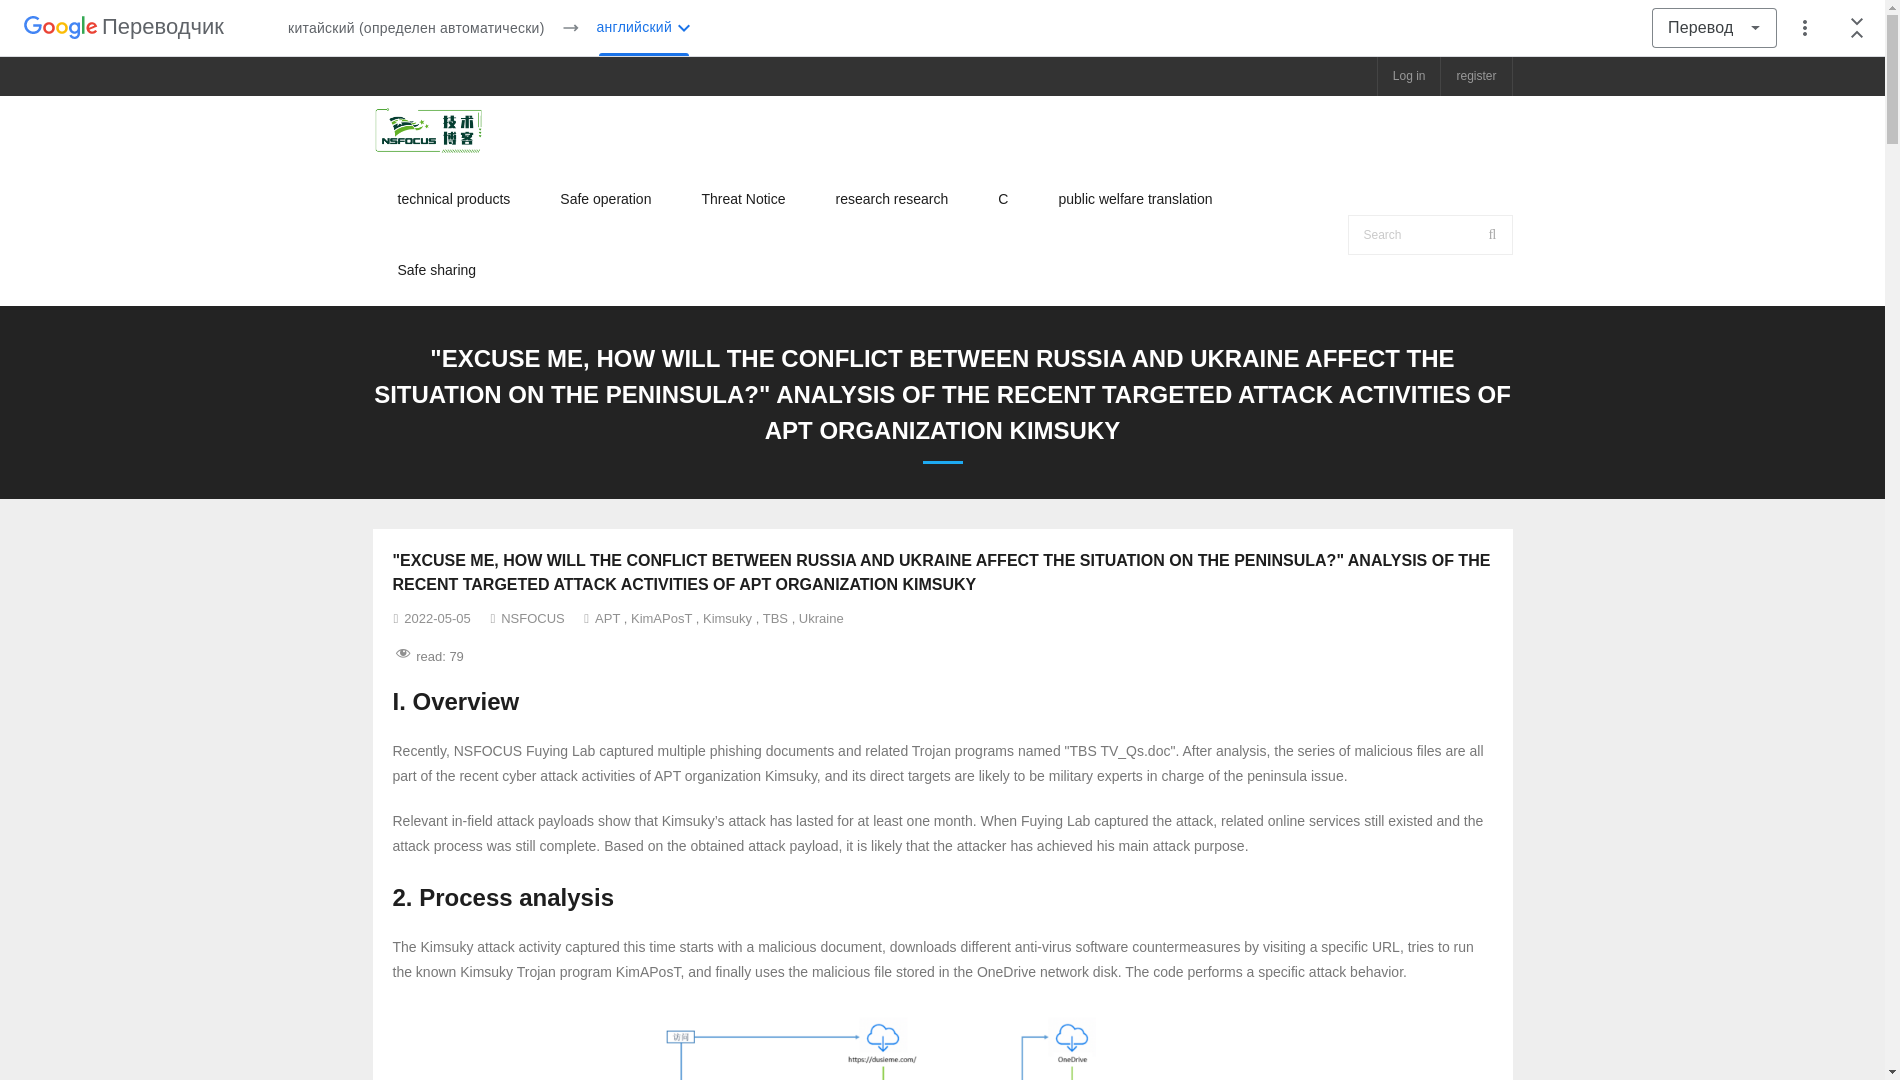 Google Переводчик
китайский (определен автоматически) → английский
Перевод
Log in
register
NSFOCUS 技术博客
technical products
Safe operation
Threat Notice
research research
C
public welfare translation
Search
Safe sharing
"EXCUSE ME, HOW WILL THE CONFLICT BETWEEN RUSSIA AND UKRAINE AFFECT THE
SITUATION ON THE PENINSULA?" ANALYSIS OF THE RECENT TARGETED ATTACK ACTIVITIES OF
APT ORGANIZATION KIMSUKY
"EXCUSE ME, HOW WILL THE CONFLICT BETWEEN RUSSIA AND UKRAINE AFFECT THE SITUATION ON THE PENINSULA?" ANALYSIS OF THE
RECENT TARGETED ATTACK ACTIVITIES OF APT ORGANIZATION KIMSUKY
2022-05-05 NSFOCUS APT , KimAPosT , Kimsuky , TBS , Ukraine
read: 79
I. Overview
Recently, NSFOCUS Fuying Lab captured multiple phishing documents and related Trojan programs named "TBS TV_Qs.doc". After analysis, the series of malicious files are all
part of the recent cyber attack activities of APT organization Kimsuky, and its direct targets are likely to be military experts in charge of the peninsula issue.
Relevant in-field attack payloads show that Kimsuky's attack has lasted for at least one month. When Fuying Lab captured the attack, related online services still existed and the
attack process was still complete. Based on the obtained attack payload, it is likely that the attacker has achieved his main attack purpose.
2. Process analysis
The Kimsuky attack activity captured this time starts with a malicious document, downloads different anti-virus software countermeasures by visiting a specific URL, tries to run
the known Kimsuky Trojan program KimAPosT, and finally uses the malicious file stored in the OneDrive network disk. The code performs a specific attack behavior.
访问
https://dusieme.com/
OneDrive